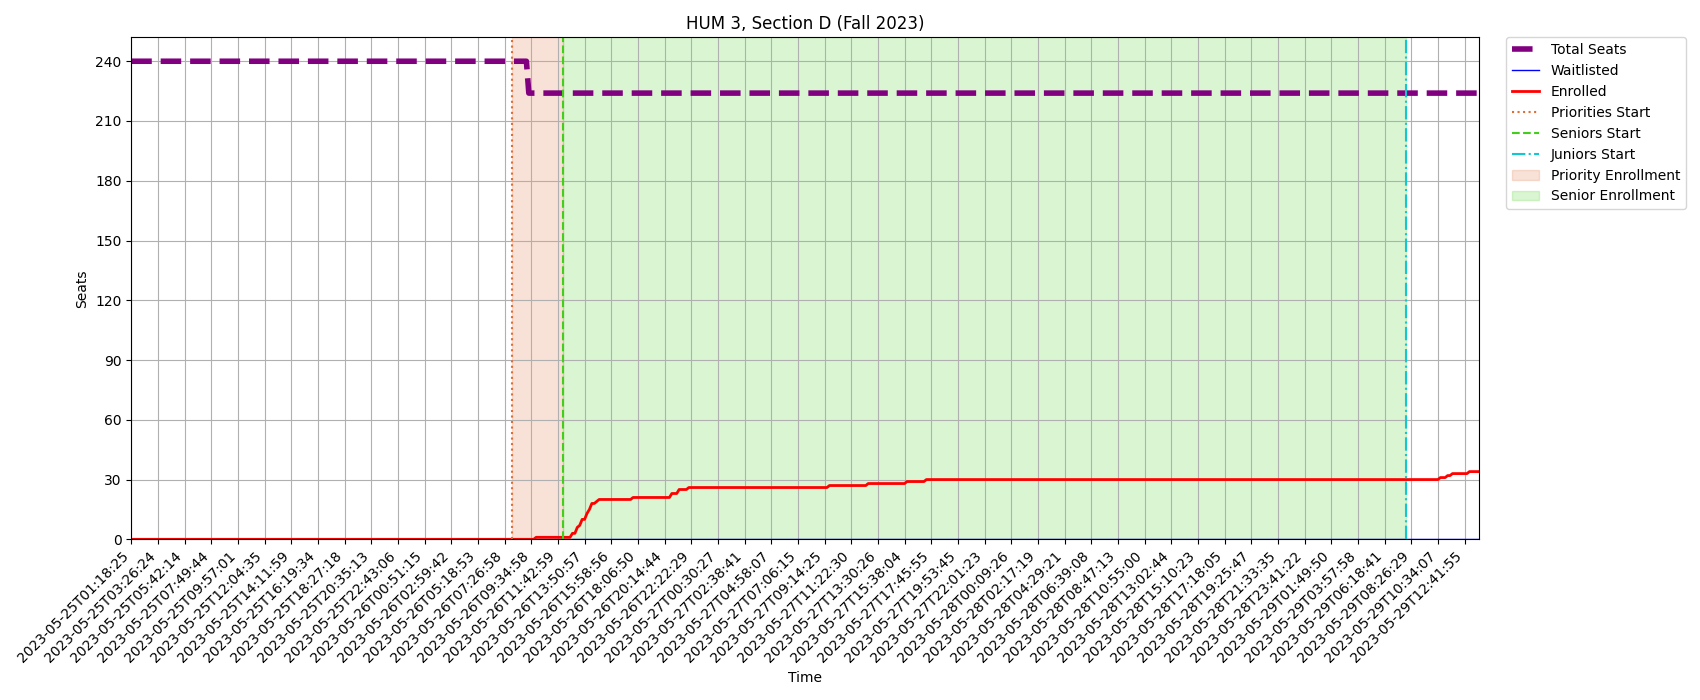 HUM 3, Section D (Fall 2023)
Seats
240
210
180
150
120
90
60
30
0
2023-05-25T01:18:25
2023-05-25T03:26:24
2023-05-25T05:42:14
2023-05-25T07:49:44
2023-05-25T09:57:01
2023-05-25T12:04:35
2023-05-25T14:11:59
2023-05-25T16:19:34
2023-05-25T18:27:18
2023-05-25T20:35:13
2023-05-25T22:43:06
2023-05-26T00:51:15
2023-05-26T02:59:42
2023-05-26T05:18:53
2023-05-26T07:26:58
2023-05-26T09:34:58
2023-05-26T11:42:59
2023-05-26T13:50:57
2023-05-26T15:58:56
2023-05-26T18:06:50
2023-05-26T20:14:44
2023-05-26T22:22:29
2023-05-27T00:30:27
2023-05-27T02:38:41
2023-05-27T04:58:07
2023-05-27T07:06:15
2023-05-27T09:14:25
2023-05-27T11:22:30
2023-05-27T13:30:26
2023-05-27T15:38:04
2023-05-27T17:45:55
2023-05-27T19:53:45
2023-05-27T22:01:23
2023-05-28T00:09:26
2023-05-28T02:17:19
2023-05-28T04:29:21
2023-05-28T06:39:08
2023-05-28T08:47:13
2023-05-28T10:55:00
2023-05-28T13:02:44
2023-05-28T15:10:23
2023-05-28T17:18:05
2023-05-28T19:25:47
2023-05-28T21:33:35
2023-05-28T23:41:22
2023-05-29T01:49:50
2023-05-29T03:57:58
2023-05-29T06:18:41
2023-05-29T08:26:29
2023-05-29T10:34:07
2023-05-29T12:41:55
Time
Total Seats
Waitlisted
Enrolled
Priorities Start
Seniors Start
Juniors Start
Priority Enrollment
Senior Enrollment